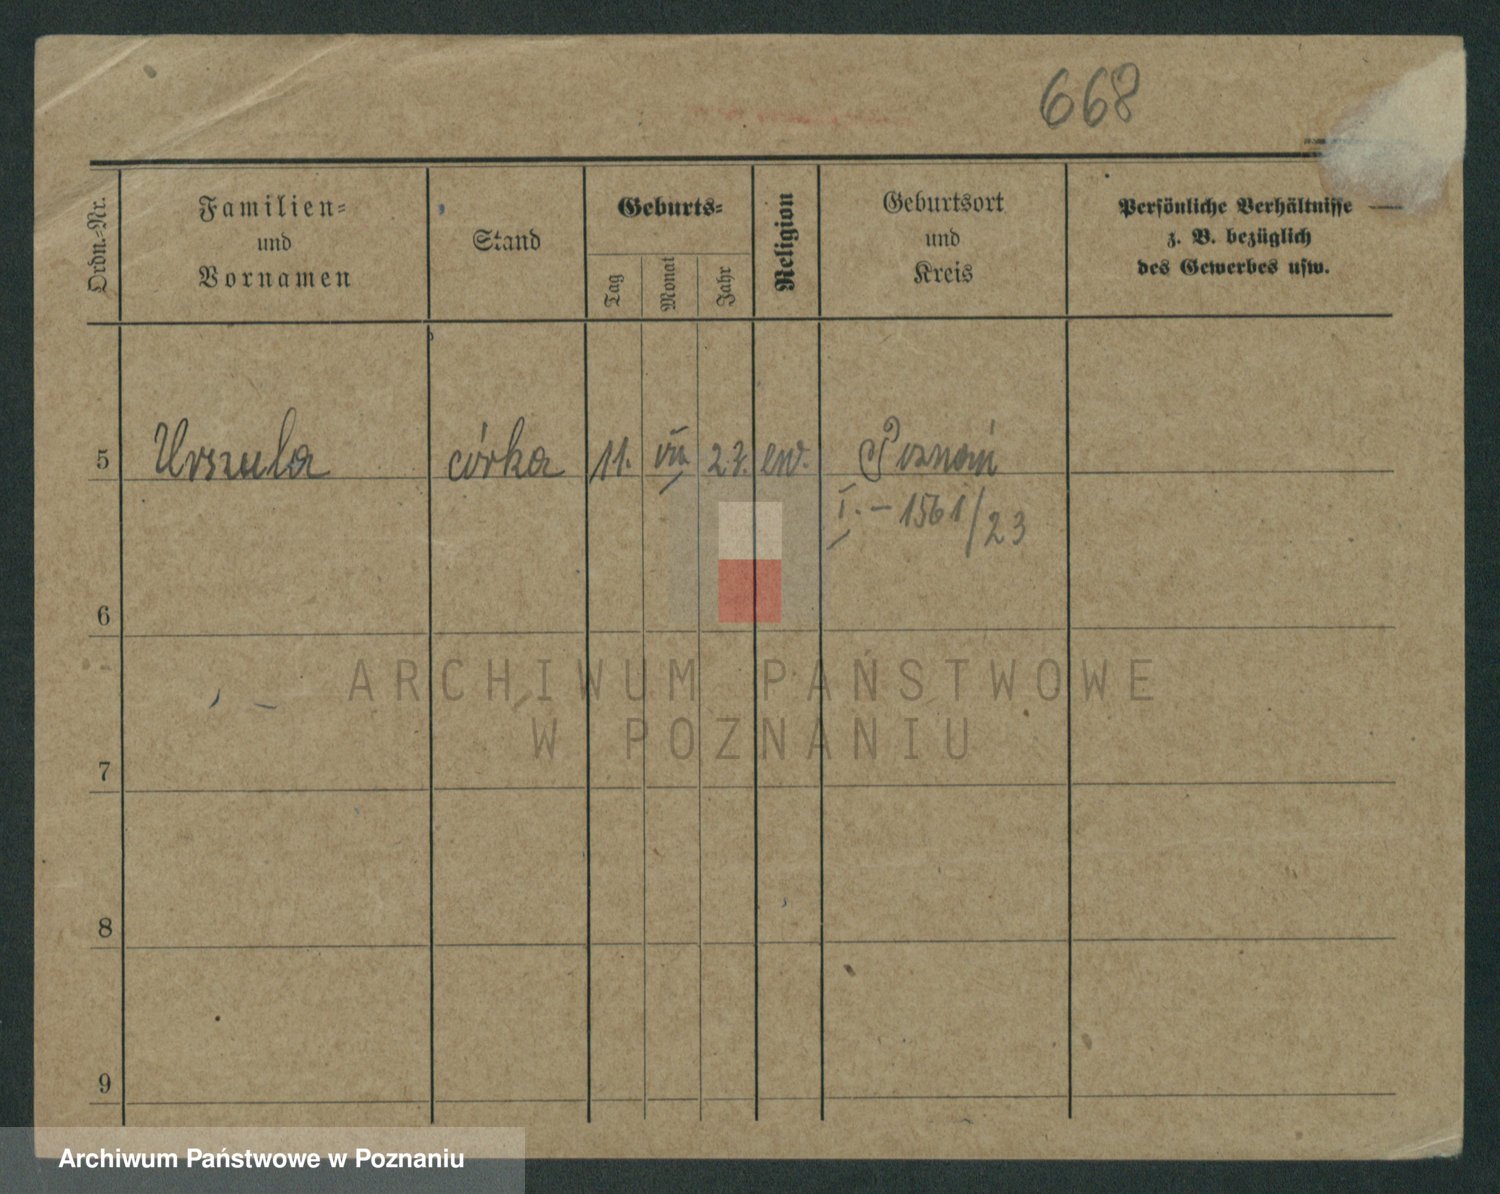 668
Ordn.-Nr.
Familien-
und
Vornamen
Stand
Geburts-
Tag
Monat
Jahr
Religion
Geburtsort
und
Kreis
Persönliche Verhältnisse
z. B. bezüglich
des Gewerbes usw.
5 Urszula córka 11. VII. 23. ew. Poznań
I. - 1561/23
6
7
8
9
ARCHIWUM PAŃSTWOWE
W POZNANIU
Archiwum Państwowe w Poznaniu